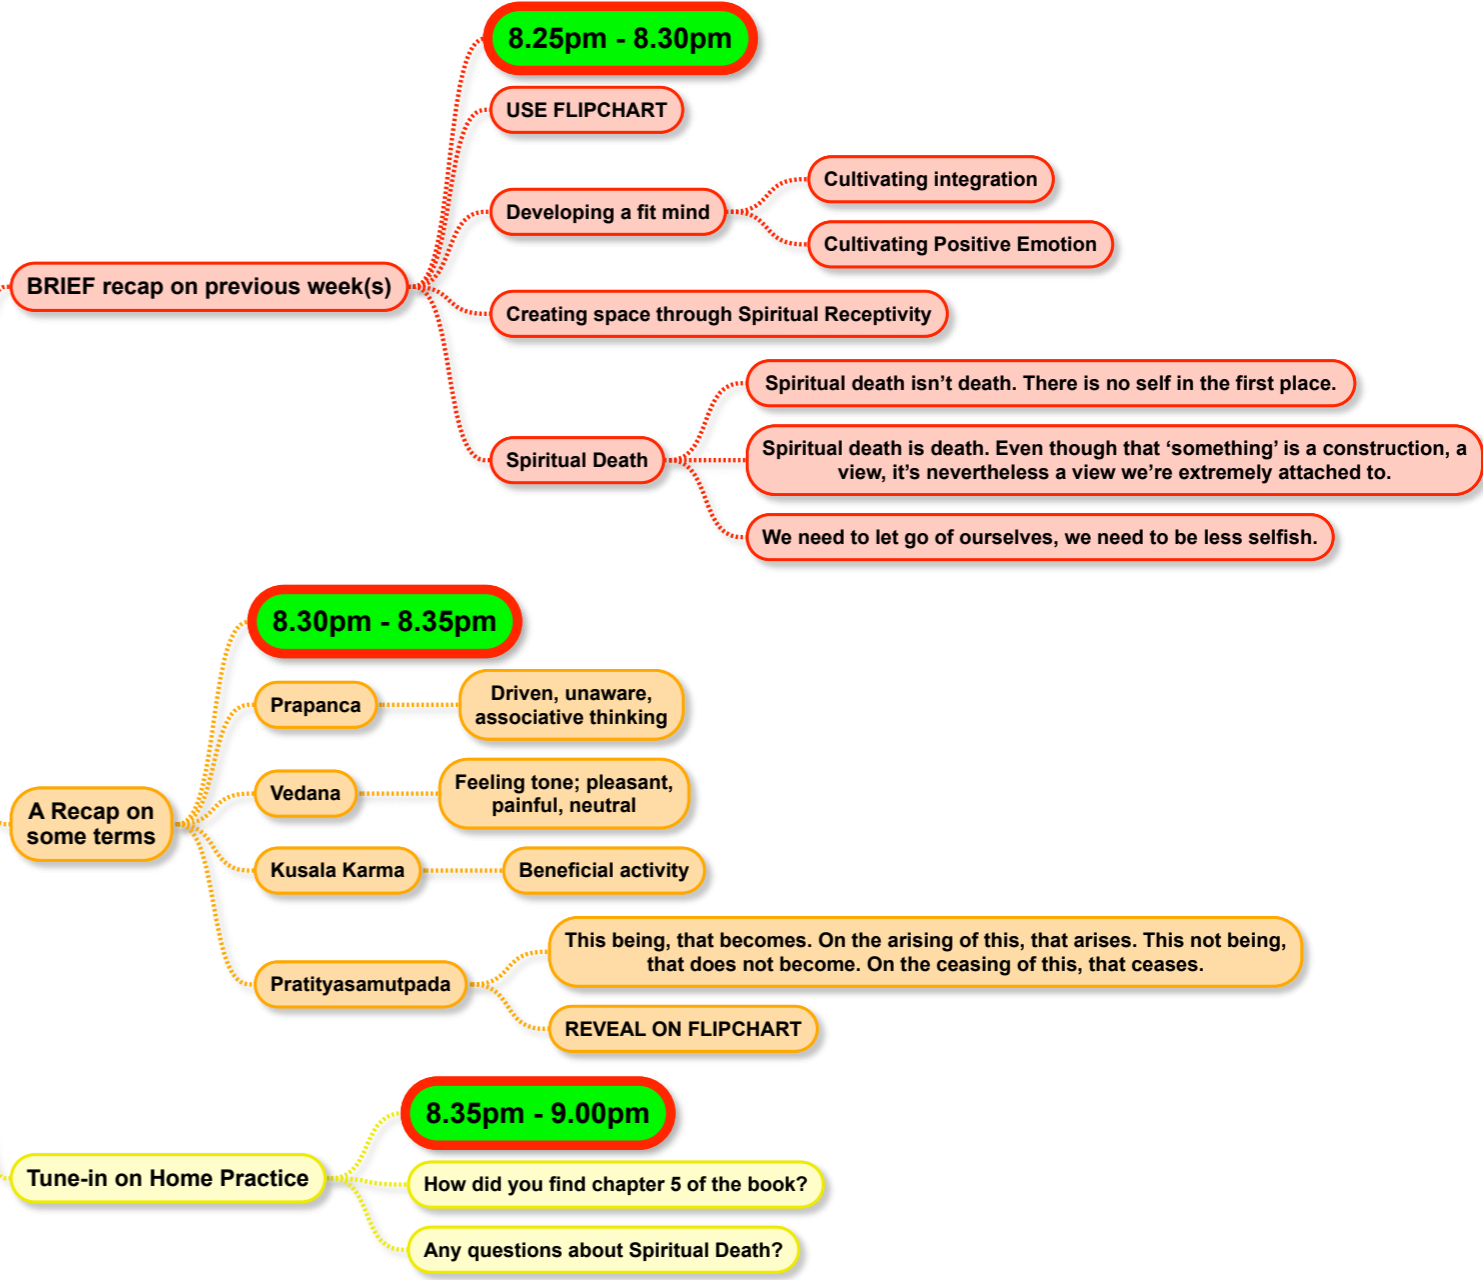 BRIEF recap on previous week(s)
8.25pm - 8.30pm
USE FLIPCHART
Developing a fit mind
Cultivating integration
Cultivating Positive Emotion
Creating space through Spiritual Receptivity
Spiritual Death
Spiritual death isn’t death. There is no self in the first place.
Spiritual death is death. Even though that ‘something’ is a construction, a
view, it’s nevertheless a view we’re extremely attached to.
We need to let go of ourselves, we need to be less selfish.
A Recap on
some terms
8.30pm - 8.35pm
Prapanca
Driven, unaware,
associative thinking
Vedana
Feeling tone; pleasant,
painful, neutral
Kusala Karma
Beneficial activity
Pratityasamutpada
This being, that becomes. On the arising of this, that arises. This not being,
that does not become. On the ceasing of this, that ceases.
REVEAL ON FLIPCHART
Tune-in on Home Practice
8.35pm - 9.00pm
How did you find chapter 5 of the book?
Any questions about Spiritual Death?